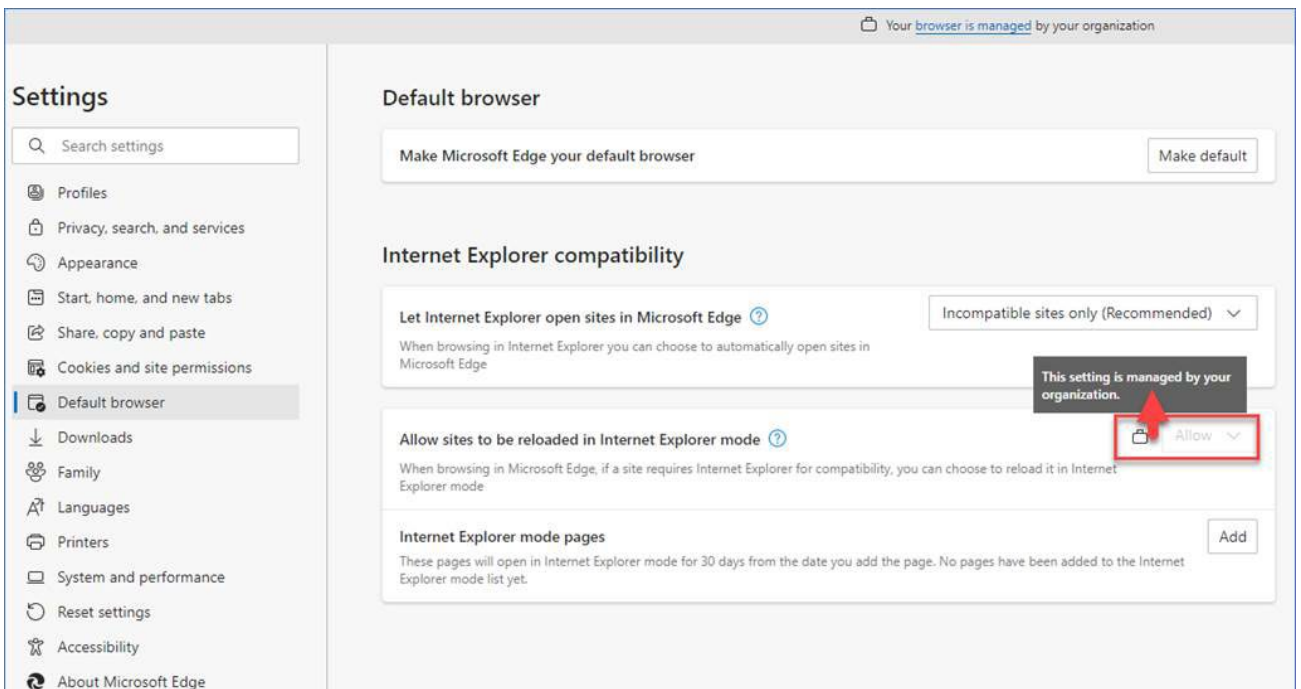 Your browser is managed by your organization
Settings
Search settings
Profiles
Privacy, search, and services
Appearance
Start, home, and new tabs
Share, copy and paste
Cookies and site permissions
Default browser
Downloads
Family
Languages
Printers
System and performance
Reset settings
Accessibility
About Microsoft Edge
Default browser
Make Microsoft Edge your default browser
Make default
Internet Explorer compatibility
Let Internet Explorer open sites in Microsoft Edge
Incompatible sites only (Recommended)
When browsing in Internet Explorer you can choose to automatically open sites in
Microsoft Edge
This setting is managed by your
organization.
Allow sites to be reloaded in Internet Explorer mode
Allow
When browsing in Microsoft Edge, if a site requires Internet Explorer for compatibility, you can choose to reload it in Internet
Explorer mode
Internet Explorer mode pages
Add
These pages will open in Internet Explorer mode for 30 days from the date you add the page. No pages have been added to the Internet
Explorer mode list yet.